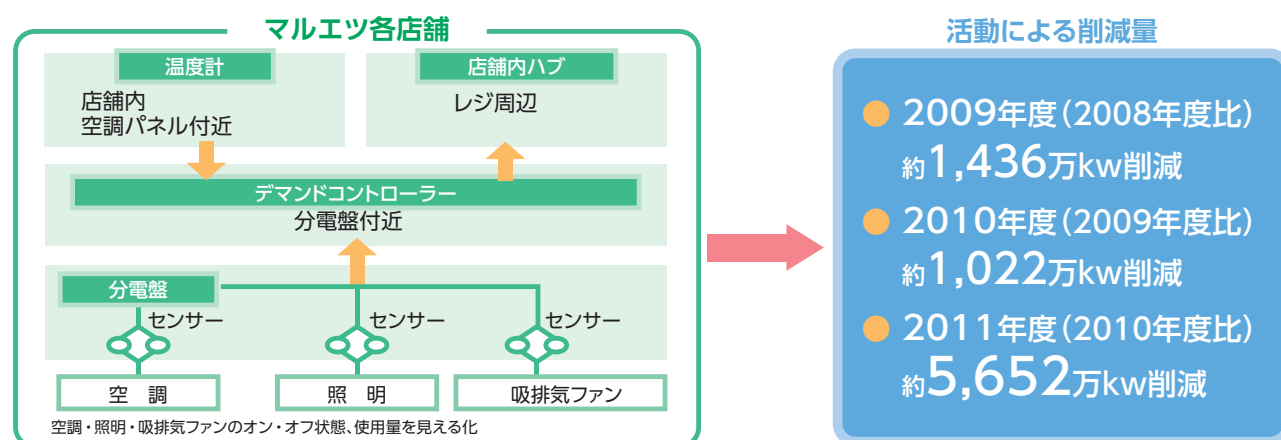 マルエツ各店舗
温度計
店舗内
空調パネル付近
店舗内ハブ
レジ周辺
デマンドコントローラー
分電盤付近
分電盤
センサー
センサー
センサー
空　調
照　明
吸排気ファン
空調・照明・吸排気ファンのオン・オフ状態、使用量を見える化
活動による削減量
2009年度（2008年度比）
約1,436万kw削減
2010年度（2009年度比）
約1,022万kw削減
2011年度（2010年度比）
約5,652万kw削減